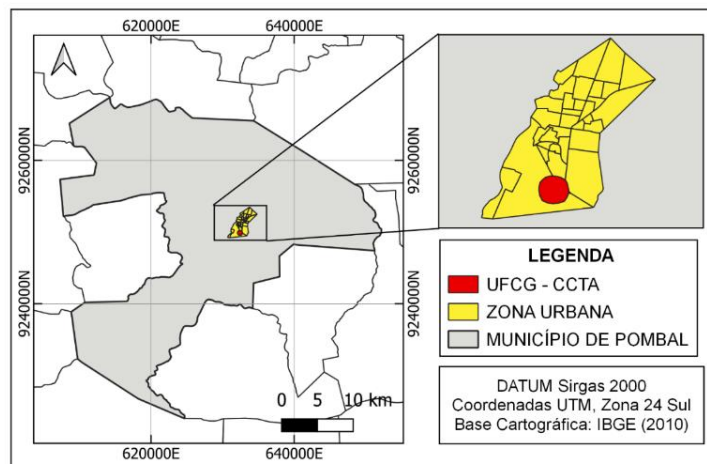 620000E
640000E
9260000N
9260000N
9240000N
9240000N
0 5 10 km
620000E
640000E
LEGENDA
UFCG - CCTA
ZONA URBANA
MUNICÍPIO DE POMBAL
DATUM Sirgas 2000
Coordenadas UTM, Zona 24 Sul
Base Cartográfica: IBGE (2010)